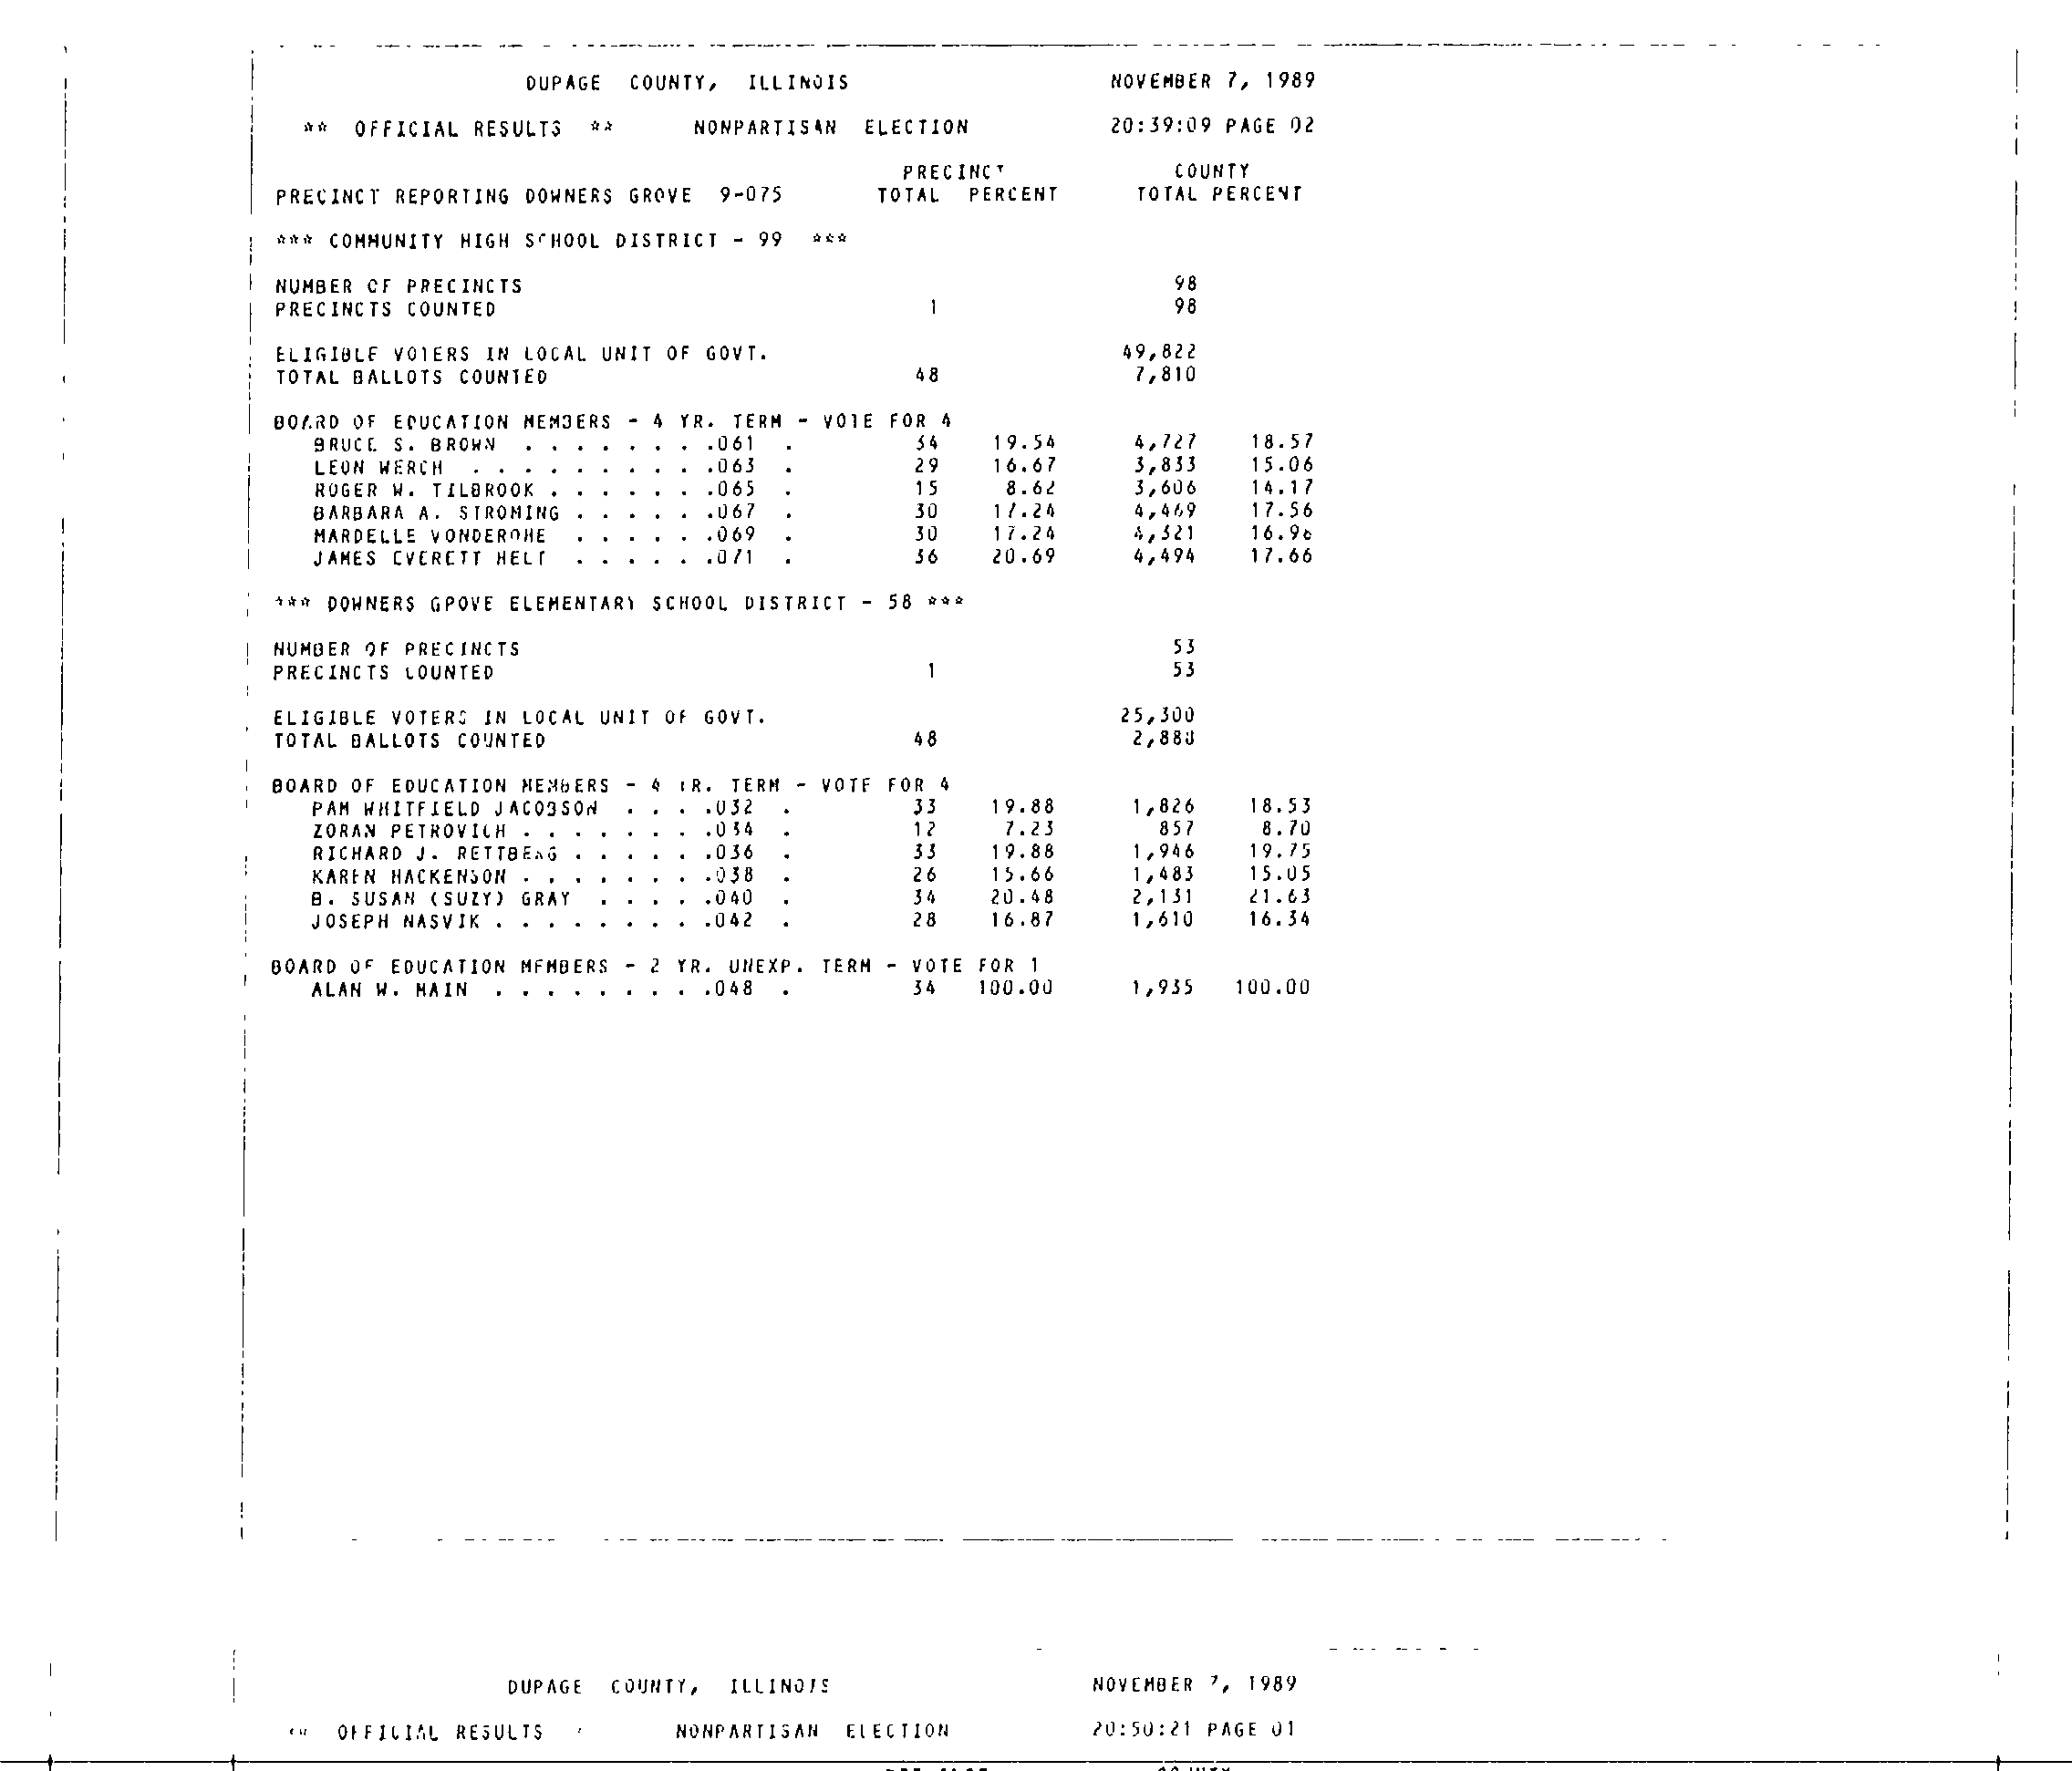 DUPAGE COUNTY, ILLINOIS NOVEMBER 7, 1989
** OFFICIAL RESULTS ** NONPARTISAN ELECTION 20:39:09 PAGE 02
PRECINCT COUNTY
PRECINCT REPORTING DOWNERS GROVE 9-075 TOTAL PERCENT TOTAL PERCENT
*** COMMUNITY HIGH SCHOOL DISTRICT - 99 ***
NUMBER OF PRECINCTS 98
PRECINCTS COUNTED 1 98
ELIGIBLE VOTERS IN LOCAL UNIT OF GOVT. 49,822
TOTAL BALLOTS COUNTED 48 7,810
BOARD OF EDUCATION MEMBERS - 4 YR. TERM - VOTE FOR 4
BRUCE S. BROWN . . . . . . . .061 . 34 19.54 4,727 18.57
LEON WERCH . . . . . . . . . .063 . 29 16.67 3,833 15.06
ROGER W. TILBROOK . . . . . . .065 . 15 8.62 3,606 14.17
BARBARA A. STROMING . . . . . .067 . 30 17.24 4,469 17.56
MARDELLE VONDEROHE . . . . . .069 . 30 17.24 4,321 16.98
JAMES EVERETT HELT . . . . . .071 . 36 20.69 4,494 17.66
*** DOWNERS GROVE ELEMENTARY SCHOOL DISTRICT - 58 ***
NUMBER OF PRECINCTS 53
PRECINCTS COUNTED 1 53
ELIGIBLE VOTERS IN LOCAL UNIT OF GOVT. 25,300
TOTAL BALLOTS COUNTED 48 2,880
BOARD OF EDUCATION MEMBERS - 4 YR. TERM - VOTE FOR 4
PAM WHITFIELD JACOBSON . . . .032 . 33 19.88 1,826 18.53
ZORAN PETROVICH . . . . . . . .034 . 12 7.23 857 8.70
RICHARD J. RETTBERG . . . . . .036 . 33 19.88 1,946 19.75
KAREN HACKENSON . . . . . . . .038 . 26 15.66 1,483 15.05
B. SUSAN (SUZY) GRAY . . . . .040 . 34 20.48 2,131 21.63
JOSEPH NASVIK . . . . . . . . .042 . 28 16.87 1,610 16.34
BOARD OF EDUCATION MEMBERS - 2 YR. UNEXP. TERM - VOTE FOR 1
ALAN W. MAIN . . . . . . . . .048 . 34 100.00 1,935 100.00
DUPAGE COUNTY, ILLINOIS NOVEMBER 7, 1989
OFFICIAL RESULTS NONPARTISAN ELECTION 20:50:21 PAGE 01